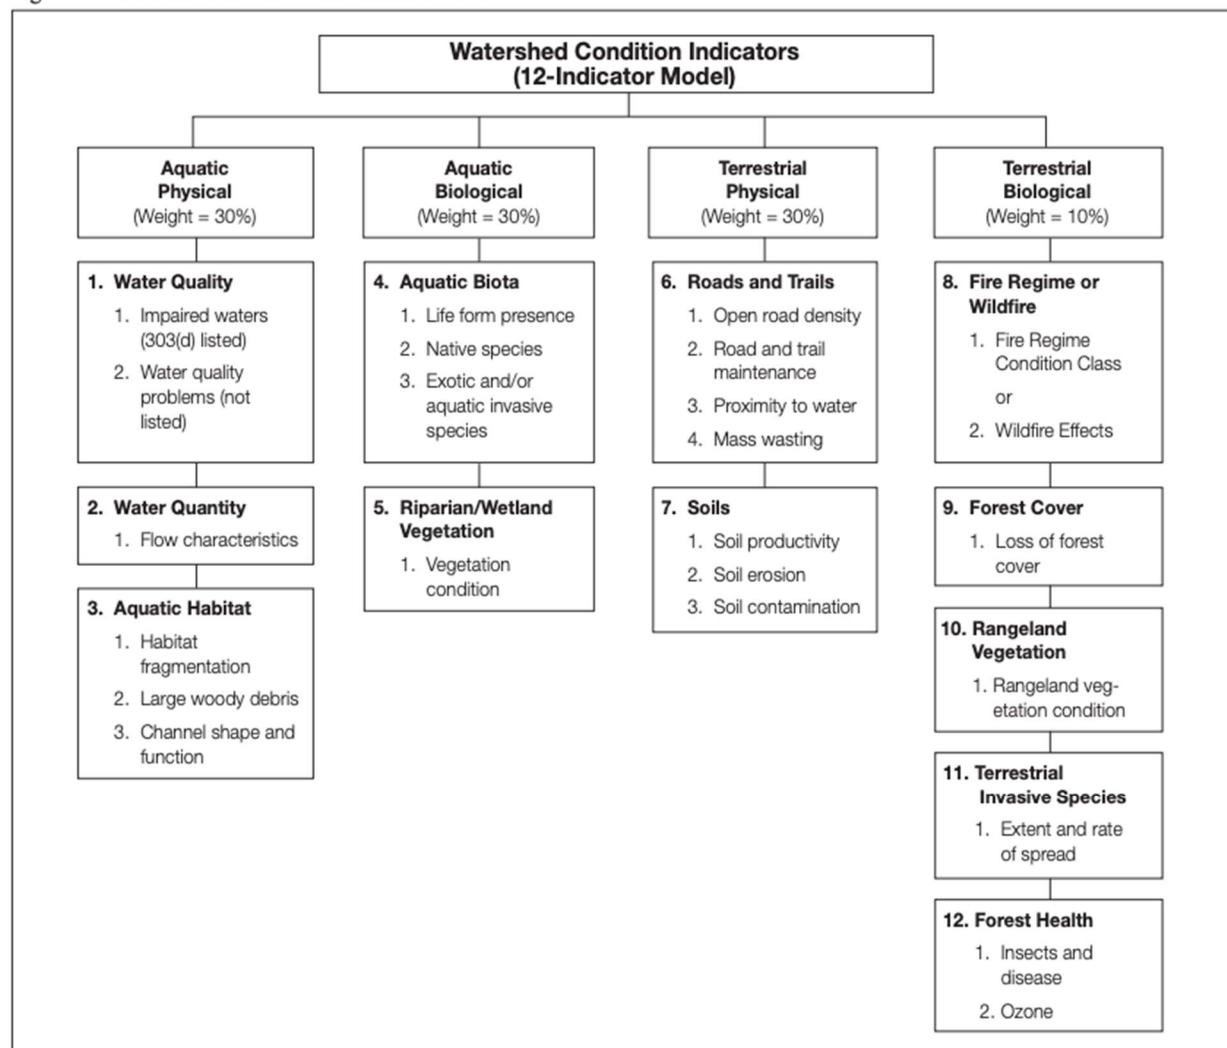 Watershed Condition Indicators
(12-Indicator Model)
Aquatic
Physical
(Weight = 30%)
1. Water Quality
1. Impaired waters
(303(d) listed)
2. Water quality
problems (not
listed)
2. Water Quantity
1. Flow characteristics
3. Aquatic Habitat
1. Habitat
fragmentation
2. Large woody debris
3. Channel shape and
function
Aquatic
Biological
(Weight = 30%)
4. Aquatic Biota
1. Life form presence
2. Native species
3. Exotic and/or
aquatic invasive
species
5. Riparian/Wetland
Vegetation
1. Vegetation
condition
Terrestrial
Physical
(Weight = 30%)
6. Roads and Trails
1. Open road density
2. Road and trail
maintenance
3. Proximity to water
4. Mass wasting
7. Soils
1. Soil productivity
2. Soil erosion
3. Soil contamination
Terrestrial
Biological
(Weight = 10%)
8. Fire Regime or
Wildfire
1. Fire Regime
Condition Class
or
2. Wildfire Effects
9. Forest Cover
1. Loss of forest
cover
10. Rangeland
Vegetation
1. Rangeland veg-
etation condition
11. Terrestrial
Invasive Species
1. Extent and rate
of spread
12. Forest Health
1. Insects and
disease
2. Ozone